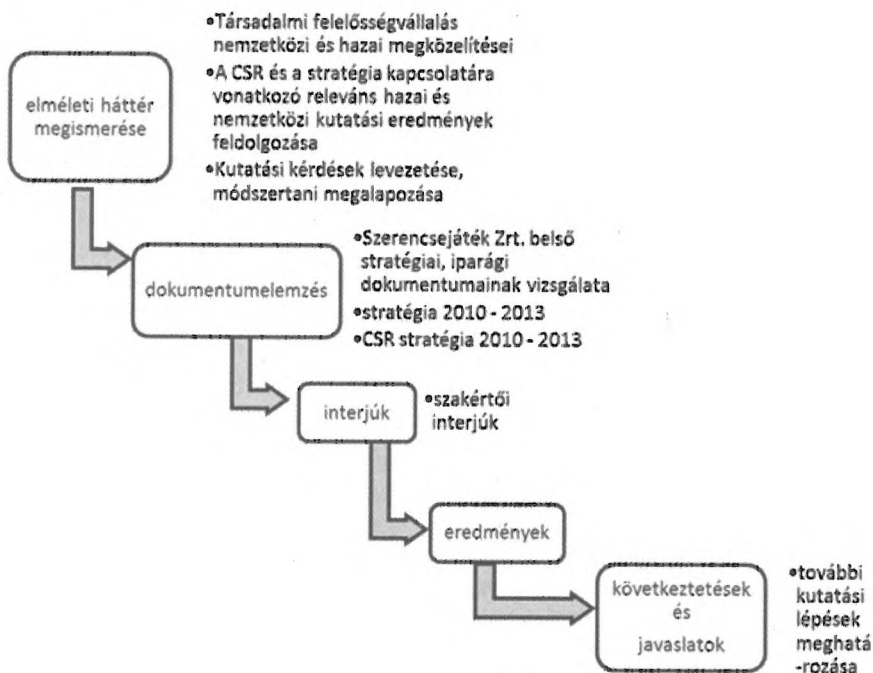 •Társadalmi felelősségvállalás
nemzetközi és hazai megközelítései
•A CSR és a stratégia kapcsolatára
vonatkozó releváns hazai és
nemzetközi kutatási eredmények
feldolgozása
•Kutatási kérdések levezetése,
módszertani megalapozása
elméleti háttér
megismerése
•Szerencsejáték Zrt. belső
stratégiai, iparági
dokumentumainak vizsgálata
•stratégia 2010 - 2013
•CSR stratégia 2010 - 2013
dokumentumelemzés
interjúk
•szakértői
interjúk
eredmények
következtetések
és
javaslatok
•további
kutatási
lépések
meghatá
-rozása